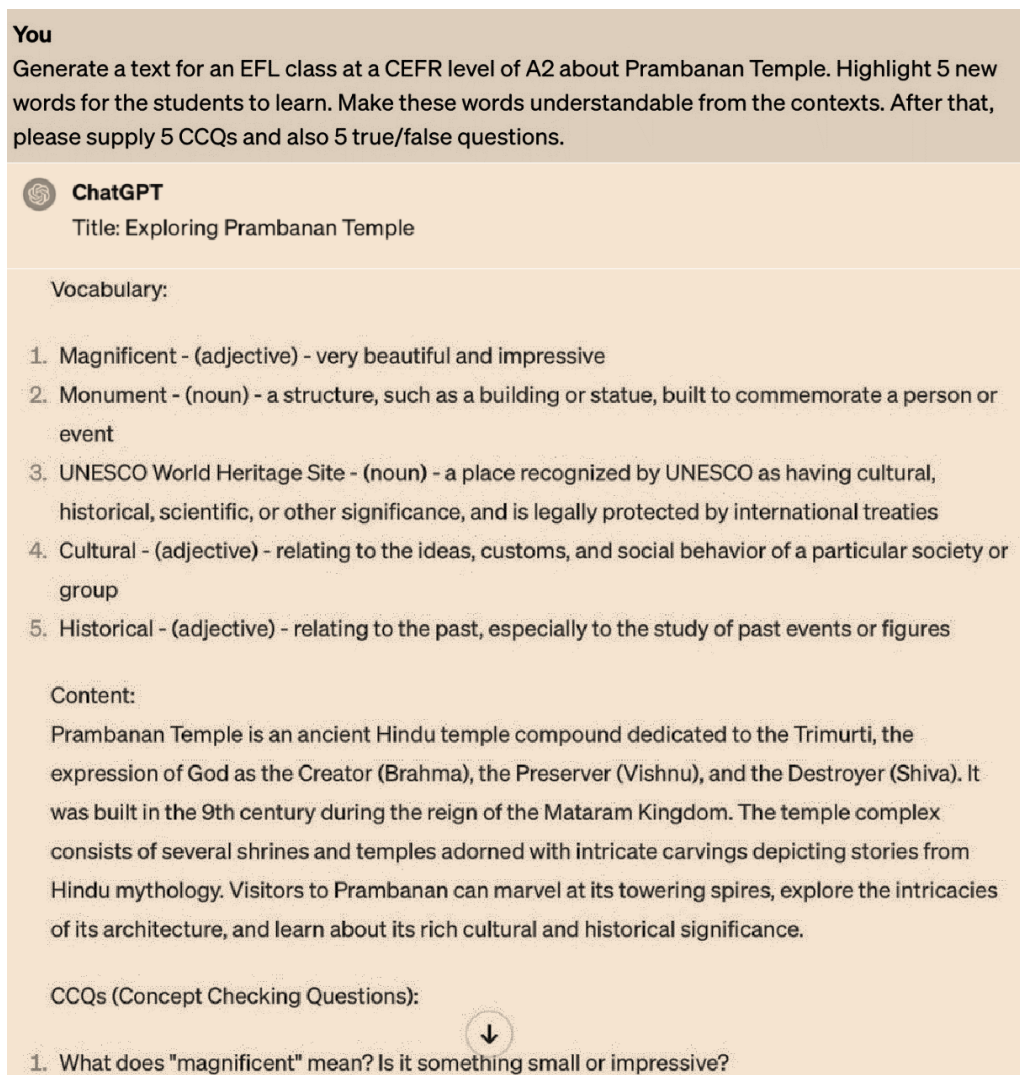 You
Generate a text for an EFL class at a CEFR level of A2 about Prambanan Temple. Highlight 5 new
words for the students to learn. Make these words understandable from the contexts. After that,
please supply 5 CCQs and also 5 true/false questions.
ChatGPT
Title: Exploring Prambanan Temple
Vocabulary:
1. Magnificent - (adjective) - very beautiful and impressive
2. Monument - (noun) - a structure, such as a building or statue, built to commemorate a person or
event
3. UNESCO World Heritage Site - (noun) - a place recognized by UNESCO as having cultural,
historical, scientific, or other significance, and is legally protected by international treaties
4. Cultural - (adjective) - relating to the ideas, customs, and social behavior of a particular society or
group
5. Historical - (adjective) - relating to the past, especially to the study of past events or figures
Content:
Prambanan Temple is an ancient Hindu temple compound dedicated to the Trimurti, the
expression of God as the Creator (Brahma), the Preserver (Vishnu), and the Destroyer (Shiva). It
was built in the 9th century during the reign of the Mataram Kingdom. The temple complex
consists of several shrines and temples adorned with intricate carvings depicting stories from
Hindu mythology. Visitors to Prambanan can marvel at its towering spires, explore the intricacies
of its architecture, and learn about its rich cultural and historical significance.
CCQs (Concept Checking Questions):
1. What does "magnificent" mean? Is it something small or impressive?